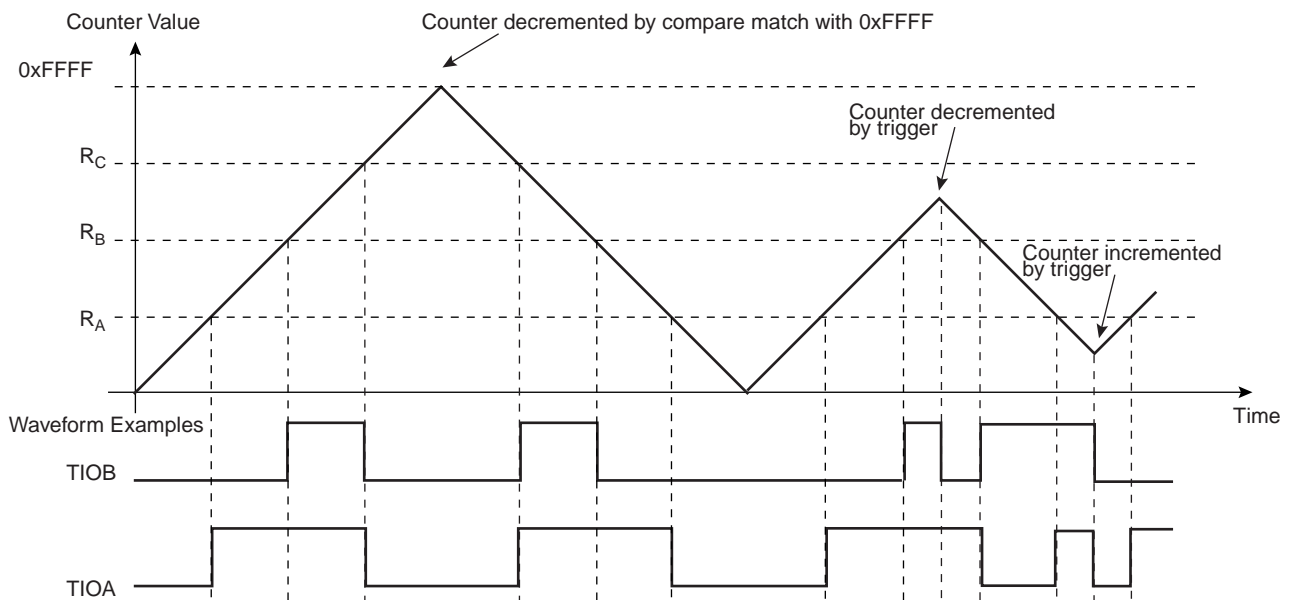 Counter Value
Counter decremented by compare match with 0xFFFF
0xFFFF
Counter decremented
by trigger
RC
RB
Counter incremented
by trigger
RA
Time
Waveform Examples
TIOB
TIOA